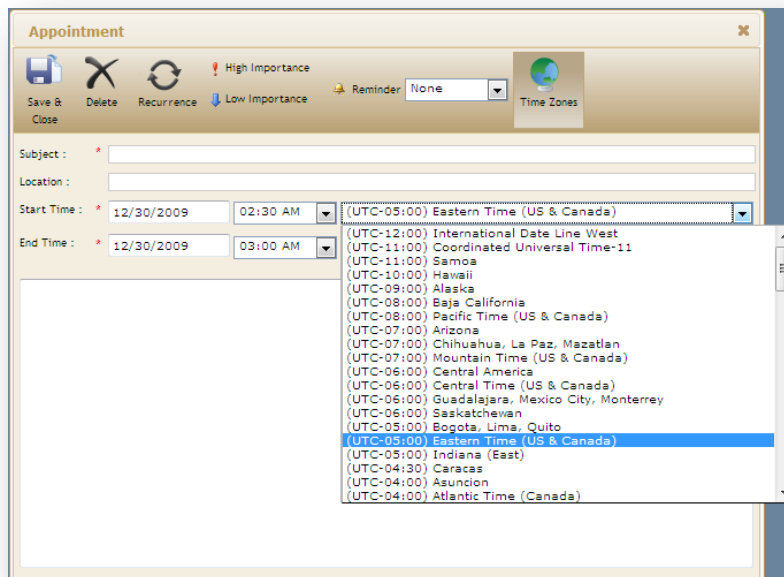 Appointment
High Importance
Low Importance
Reminder None
Save &
Close
Delete
Recurrence
Time Zones
Subject : *
Location :
Start Time : * 12/30/2009 02:30 AM (UTC-05:00) Eastern Time (US & Canada)
End Time : * 12/30/2009 03:00 AM
(UTC-12:00) International Date Line West
(UTC-11:00) Coordinated Universal Time-11
(UTC-11:00) Samoa
(UTC-10:00) Hawaii
(UTC-09:00) Alaska
(UTC-08:00) Baja California
(UTC-08:00) Pacific Time (US & Canada)
(UTC-07:00) Arizona
(UTC-07:00) Chihuahua, La Paz, Mazatlan
(UTC-07:00) Mountain Time (US & Canada)
(UTC-06:00) Central America
(UTC-06:00) Central Time (US & Canada)
(UTC-06:00) Guadalajara, Mexico City, Monterrey
(UTC-06:00) Saskatchewan
(UTC-05:00) Bogota, Lima, Quito
(UTC-05:00) Eastern Time (US & Canada)
(UTC-05:00) Indiana (East)
(UTC-04:30) Caracas
(UTC-04:00) Asuncion
(UTC-04:00) Atlantic Time (Canada)